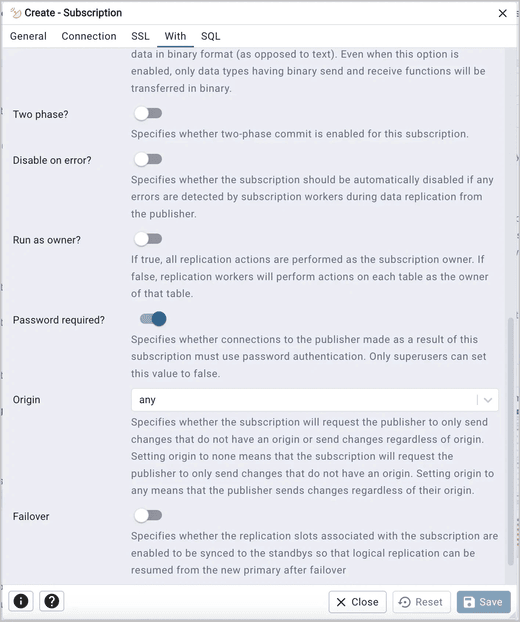 Create - Subscription
General Connection SSL With SQL
data in binary format (as opposed to text). Even when this option is
enabled, only data types having binary send and receive functions will be
transferred in binary.
Two phase?
Specifies whether two-phase commit is enabled for this subscription.
Disable on error?
Specifies whether the subscription should be automatically disabled if any
errors are detected by subscription workers during data replication from
the publisher.
Run as owner?
If true, all replication actions are performed as the subscription owner. If
false, replication workers will perform actions on each table as the owner
of that table.
Password required?
Specifies whether connections to the publisher made as a result of this
subscription must use password authentication. Only superusers can set
this value to false.
Origin
any
Specifies whether the subscription will request the publisher to only send
changes that do not have an origin or send changes regardless of origin.
Setting origin to none means that the subscription will request the
publisher to only send changes that do not have an origin. Setting origin to
any means that the publisher sends changes regardless of their origin.
Failover
Specifies whether the replication slots associated with the subscription are
enabled to be synced to the standbys so that logical replication can be
resumed from the new primary after failover
Close Reset Save